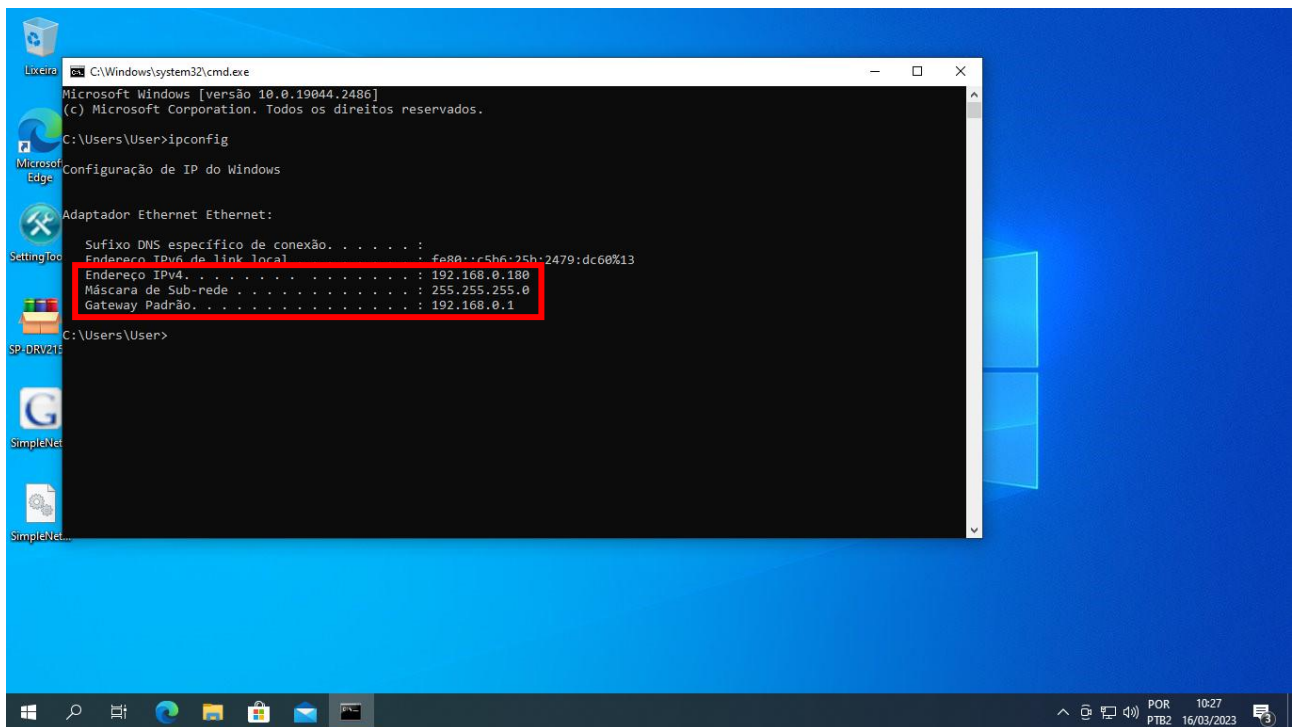 Lixeira
C:\Windows\system32\cmd.exe
Microsoft Windows [versão 10.0.19044.2486]
(c) Microsoft Corporation. Todos os direitos reservados.
C:\Users\User>ipconfig
Microsoft
Edge
Configuração de IP do Windows
Adaptador Ethernet Ethernet:
SettingToo
Sufixo DNS específico de conexão. . . . . . :
Endereço IPv6 de link local . . . . . . . . : fe80::c5b6:25b:2479:dc60%13
Endereço IPv4. . . . . . . . . . . . . . . : 192.168.0.180
Máscara de Sub-rede . . . . . . . . . . . . : 255.255.255.0
Gateway Padrão. . . . . . . . . . . . . . . : 192.168.0.1
C:\Users\User>
SP-DRV215
SimpleNet
SimpleNet...
POR 10:27
PTB2 16/03/2023
3